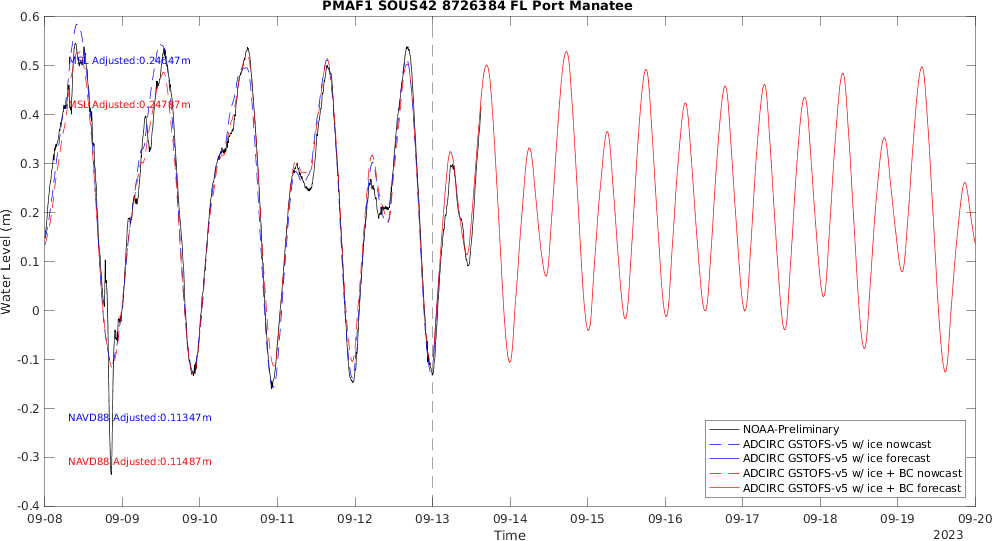 PMAF1 SOUS42 8726384 FL Port Manatee
0.6
0.5
0.4
0.3
0.2
0.1
0
-0.1
-0.2
-0.3
-0.4
Water Level (m)
MSL Adjusted:0.24647m
MSL Adjusted:0.24787m
NAVD88 Adjusted:0.11347m
NAVD88 Adjusted:0.11487m
NOAA-Preliminary
ADCIRC GSTOFS-v5 w/ ice nowcast
ADCIRC GSTOFS-v5 w/ ice forecast
ADCIRC GSTOFS-v5 w/ ice + BC nowcast
ADCIRC GSTOFS-v5 w/ ice + BC forecast
09-08 09-09 09-10 09-11 09-12 09-13 09-14 09-15 09-16 09-17 09-18 09-19 09-20
Time
2023